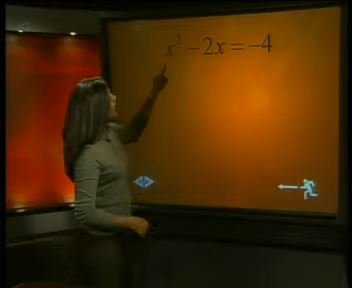 x² − 2x = −4